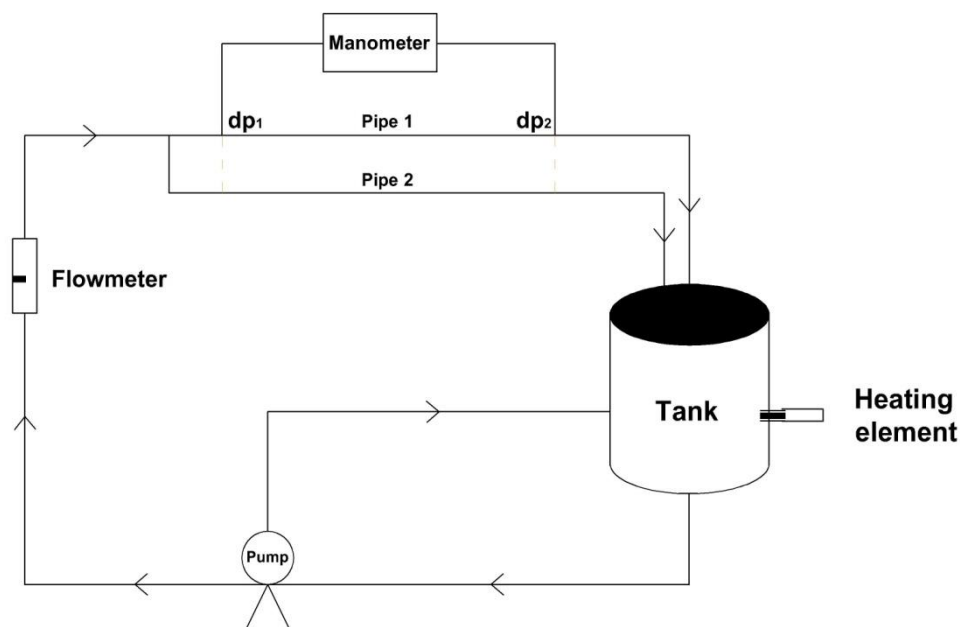 Manometer
dp1
Pipe 1
dp2
Pipe 2
Flowmeter
Tank
Heating
element
Pump